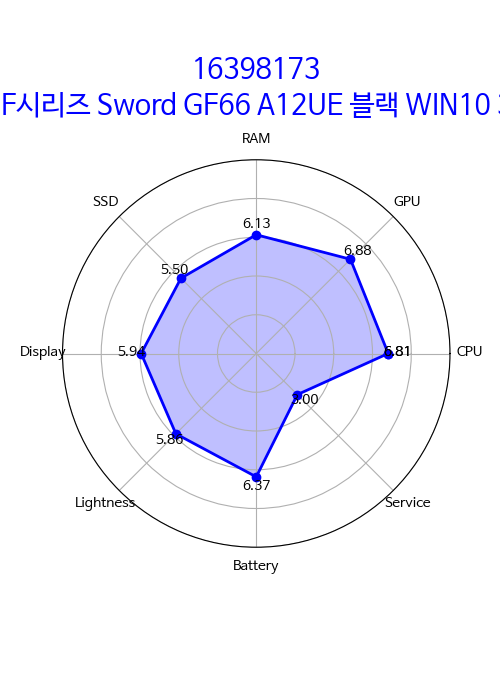 16398173
F시리즈 Sword GF66 A12UE 블랙 WIN10
RAM
SSD
GPU
6.13
6.88
5.50
Display
5.94
6.81
CPU
3.00
5.86
6.37
Lightness
Service
Battery